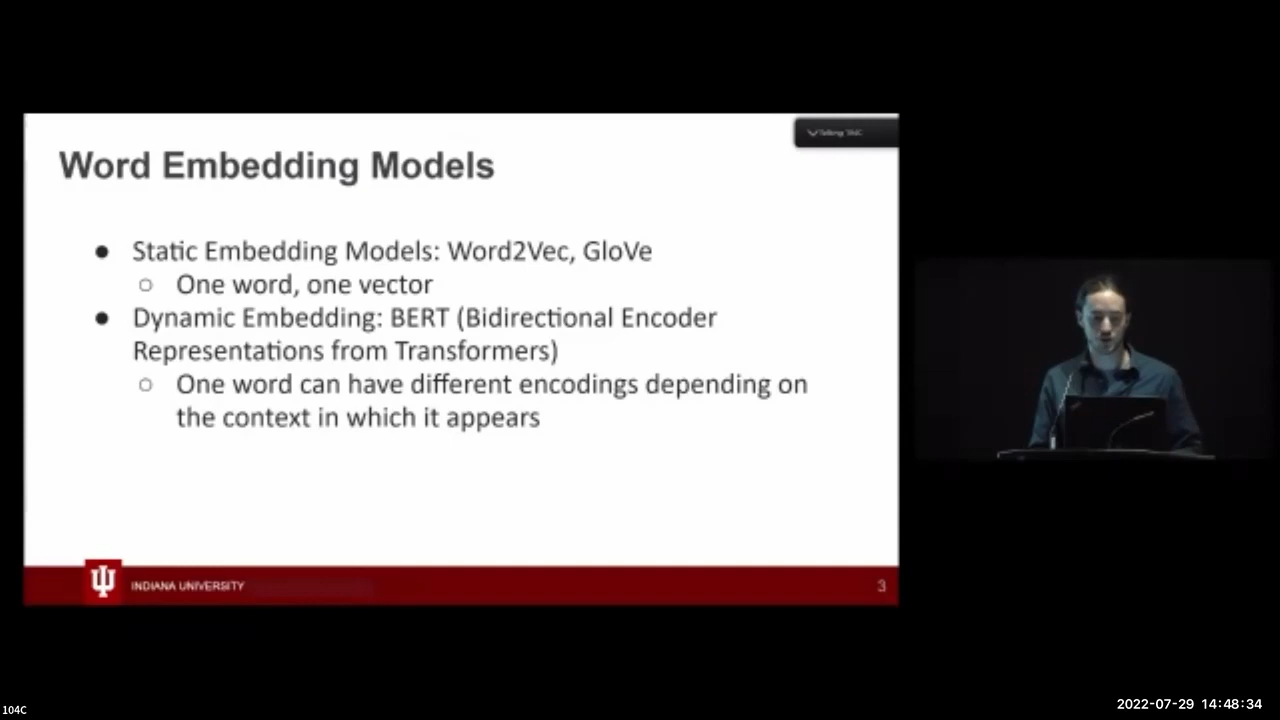 Word Embedding Models
● Static Embedding Models: Word2Vec, GloVe
○ One word, one vector
● Dynamic Embedding: BERT (Bidirectional Encoder
Representations from Transformers)
○ One word can have different encodings depending on
the context in which it appears
INDIANA UNIVERSITY
3
104C
2022-07-29 14:48:34